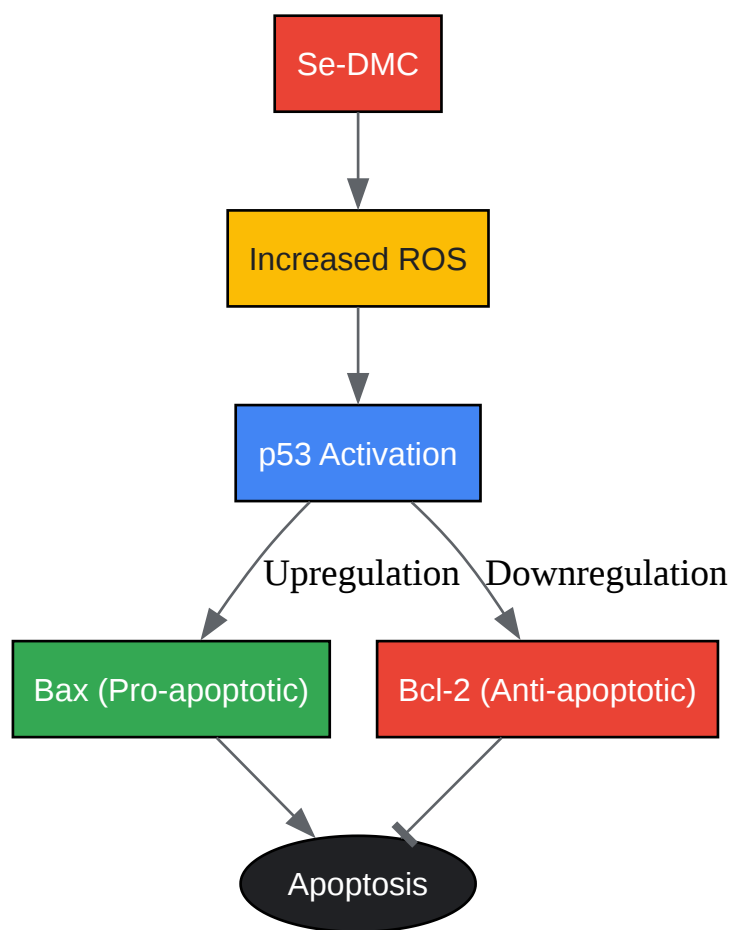 Se-DMC
Increased ROS
p53 Activation
Upregulation
Downregulation
Bax (Pro-apoptotic)
Bcl-2 (Anti-apoptotic)
Apoptosis